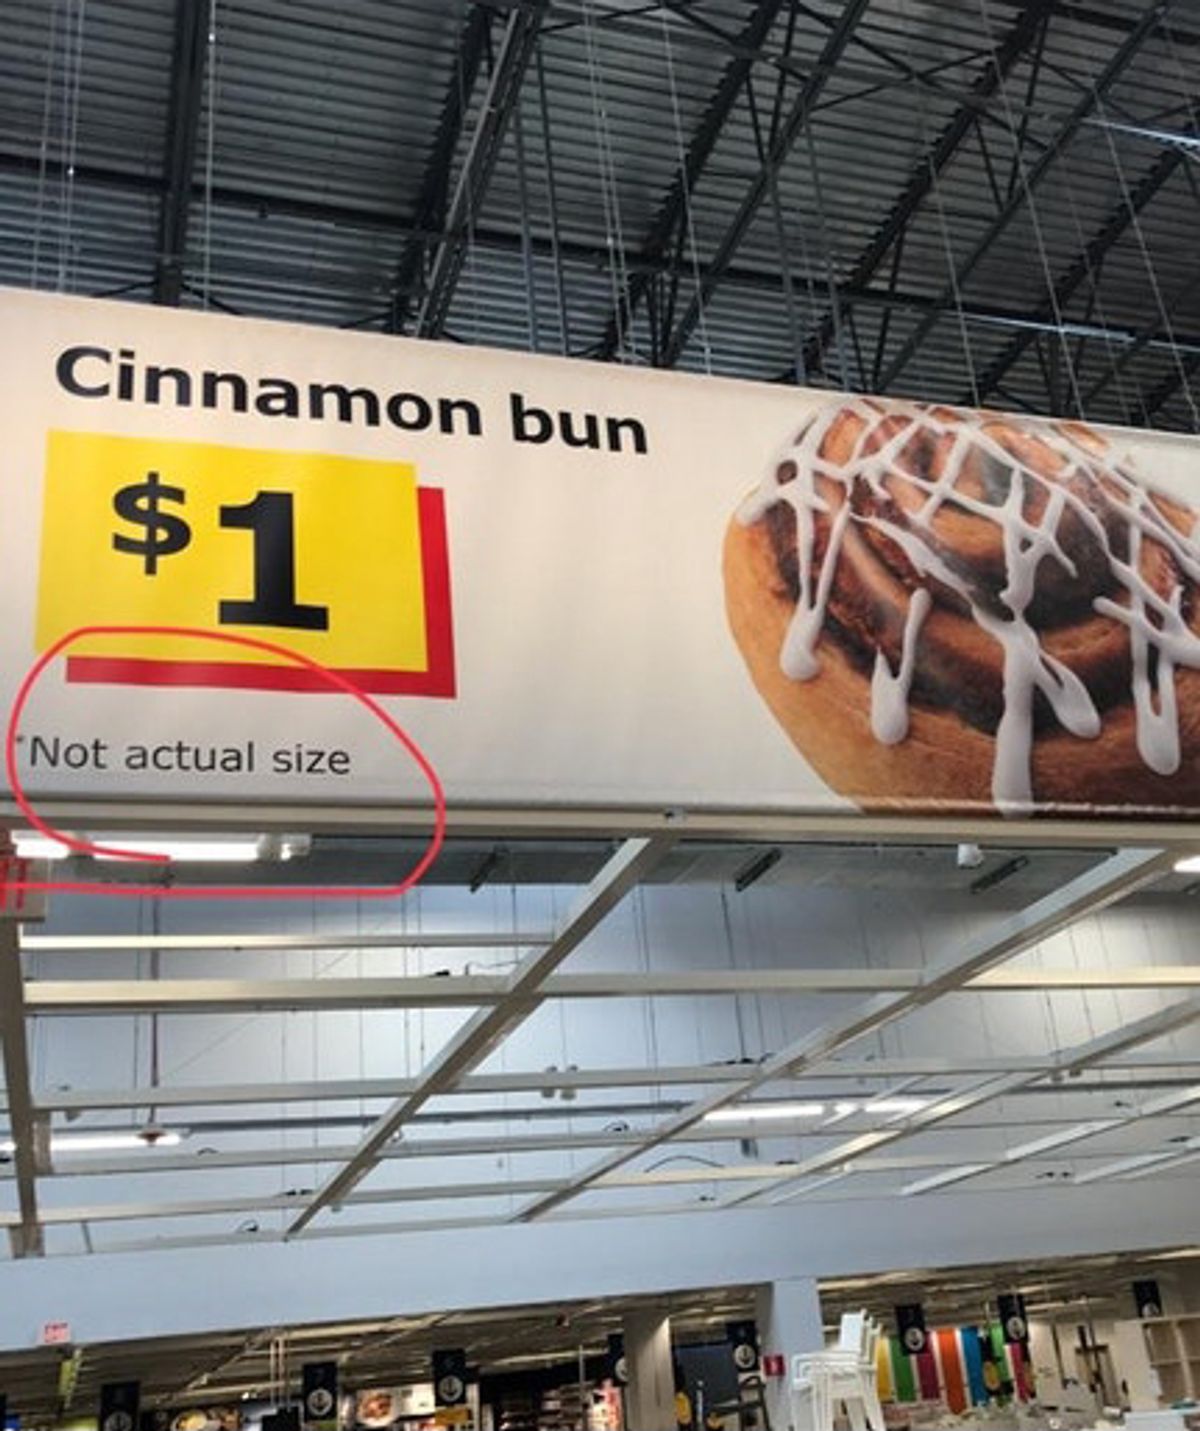 Cinnamon bun
$1
*Not actual size